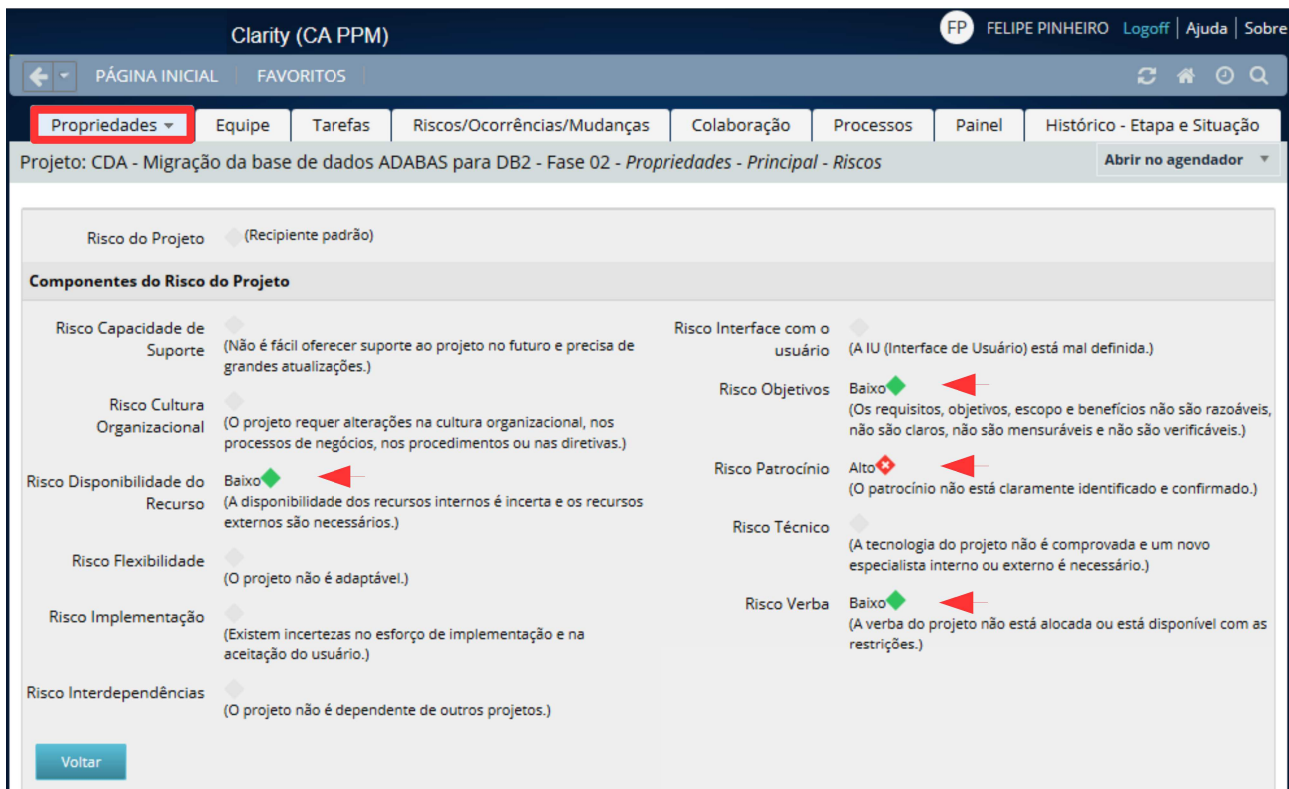 Clarity (CA PPM)
FP FELIPE PINHEIRO Logoff | Ajuda | Sobre
PÁGINA INICIAL FAVORITOS
Propriedades Equipe Tarefas Riscos/Ocorrências/Mudanças Colaboração Processos Painel Histórico - Etapa e Situação
Projeto: CDA - Migração da base de dados ADABAS para DB2 - Fase 02 - Propriedades - Principal - Riscos
Abrir no agendador
Risco do Projeto (Recipiente padrão)
Componentes do Risco do Projeto
Risco Capacidade de
Suporte
(Não é fácil oferecer suporte ao projeto no futuro e precisa de
grandes atualizações.)
Risco Cultura
Organizacional
(O projeto requer alterações na cultura organizacional, nos
processos de negócios, nos procedimentos ou nas diretivas.)
Risco Disponibilidade do
Recurso
Baixo
(A disponibilidade dos recursos internos é incerta e os recursos
externos são necessários.)
Risco Flexibilidade
(O projeto não é adaptável.)
Risco Implementação
(Existem incertezas no esforço de implementação e na
aceitação do usuário.)
Risco Interdependências
(O projeto não é dependente de outros projetos.)
Risco Interface com o
usuário
(A IU (Interface de Usuário) está mal definida.)
Risco Objetivos
Baixo
(Os requisitos, objetivos, escopo e benefícios não são razoáveis,
não são claros, não são mensuráveis e não são verificáveis.)
Risco Patrocínio
Alto
(O patrocínio não está claramente identificado e confirmado.)
Risco Técnico
(A tecnologia do projeto não é comprovada e um novo
especialista interno ou externo é necessário.)
Risco Verba
Baixo
(A verba do projeto não está alocada ou está disponível com as
restrições.)
Voltar